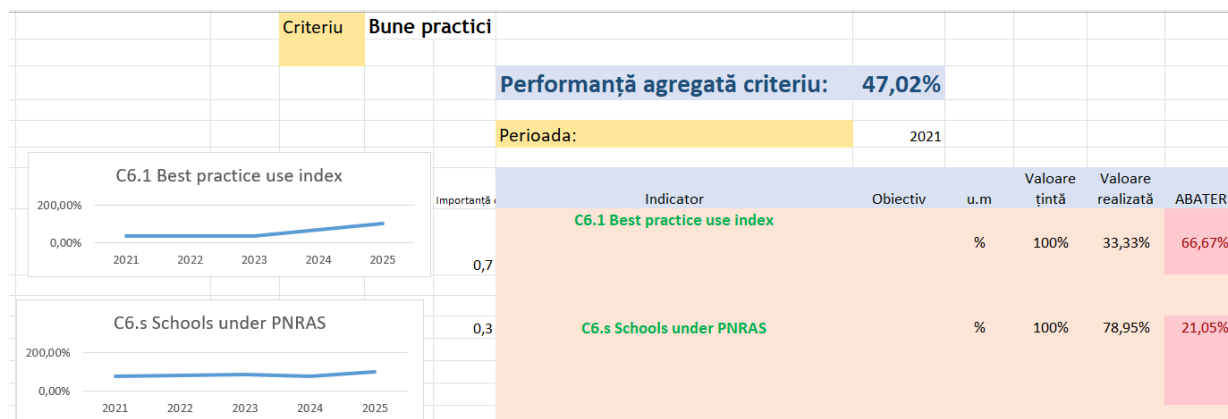 Criteriu Bune practici
Performanță agregată criteriu: 47,02%
Perioada: 2021
C6.1 Best practice use index
200,00%
0,00%
2021 2022 2023 2024 2025
Importanță
Indicator Obiectiv u.m Valoare țintă Valoare realizată ABATER
C6.1 Best practice use index
0,7 % 100% 33,33% 66,67%
C6.s Schools under PNRAS
200,00%
0,00%
2021 2022 2023 2024 2025
0,3 C6.s Schools under PNRAS % 100% 78,95% 21,05%